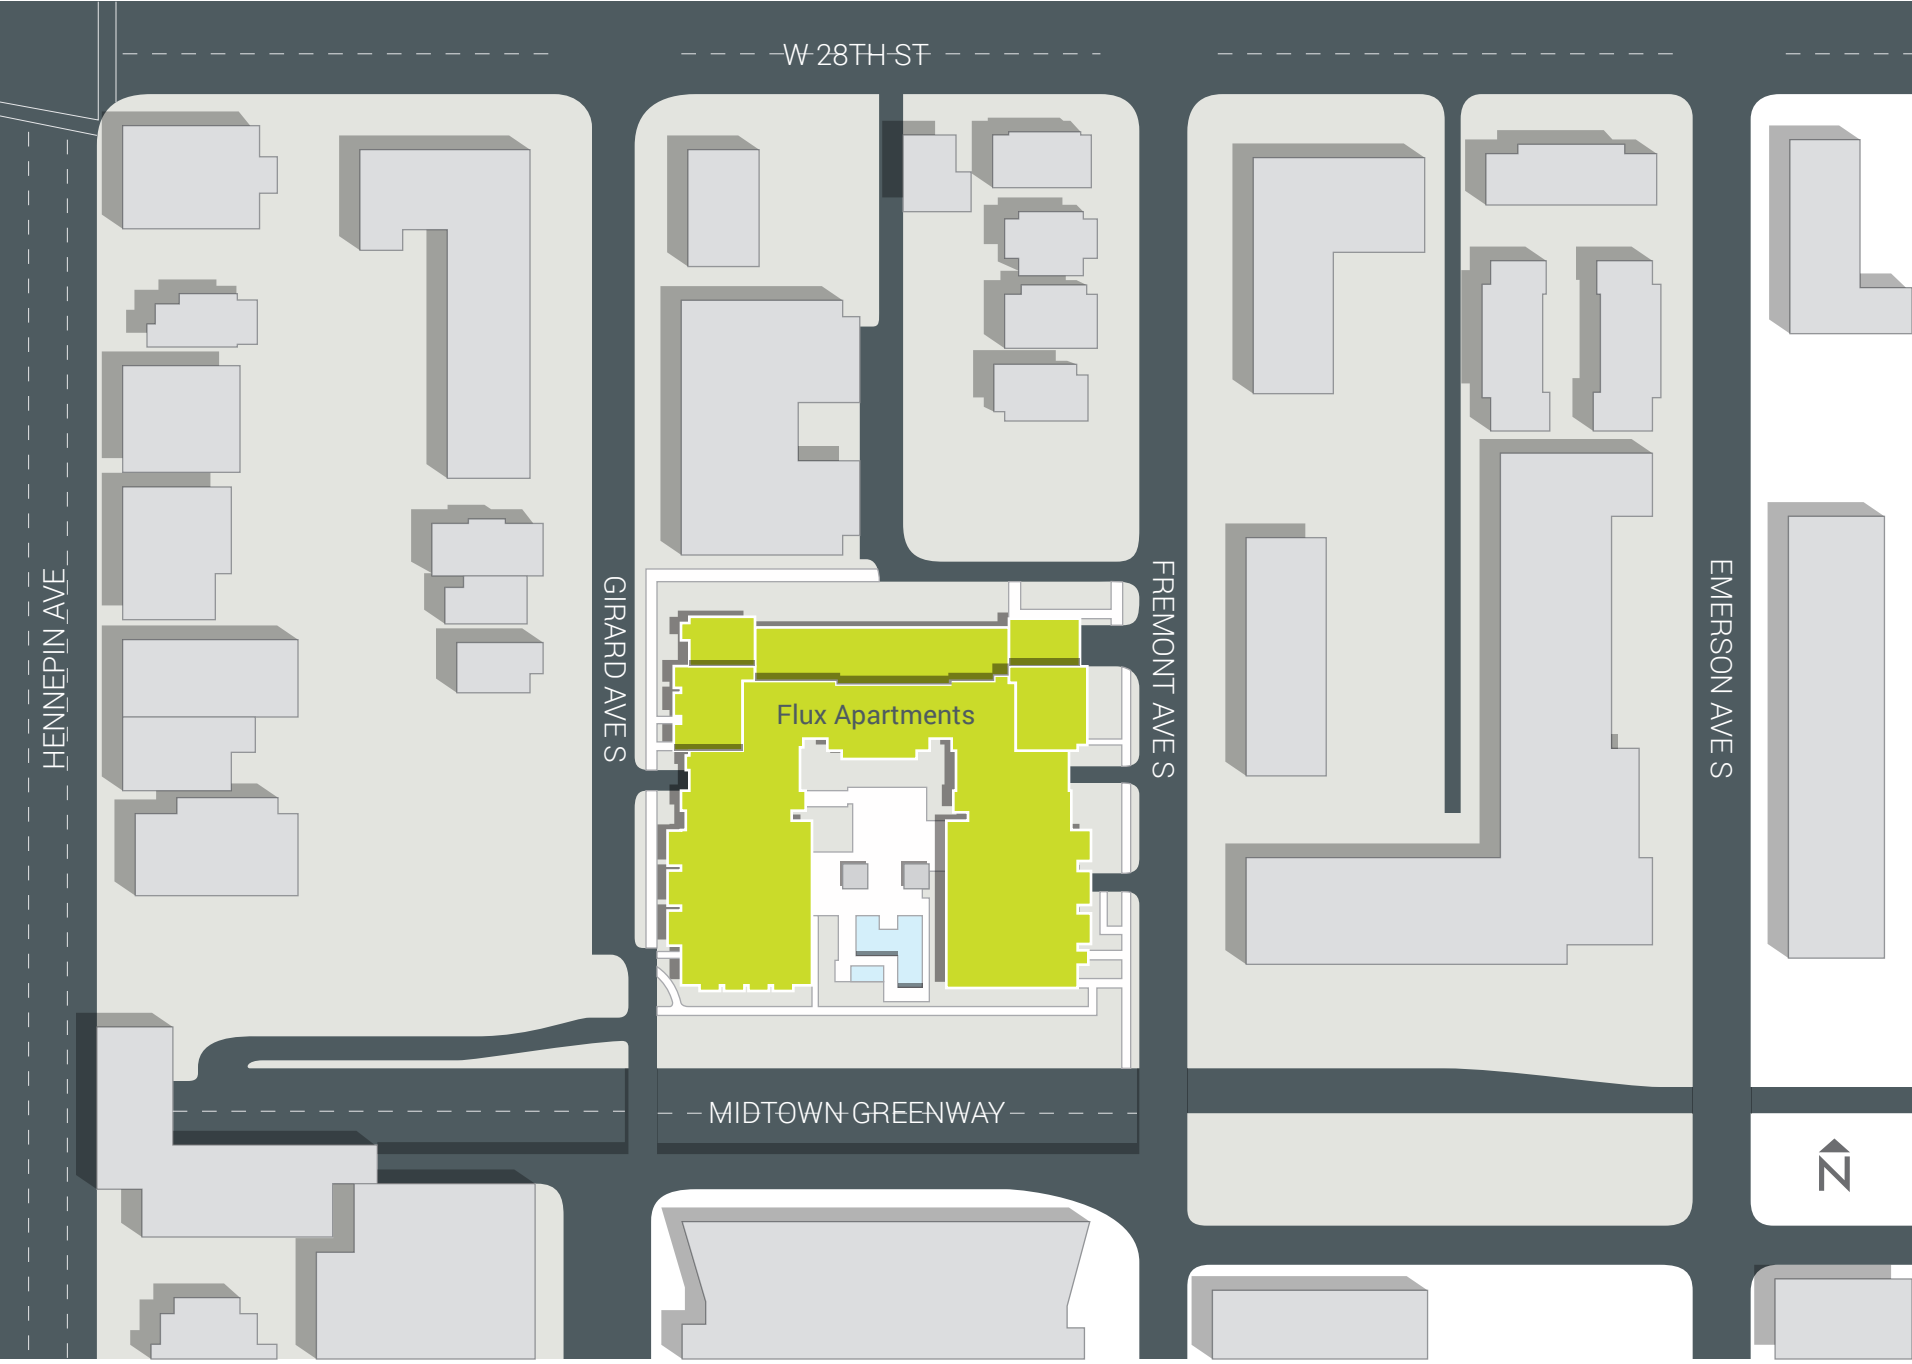 W 28TH ST
HENNEPIN AVE
GIRARD AVE S
FREMONT AVE S
EMERSON AVE S
Flux Apartments
MIDTOWN GREENWAY
N